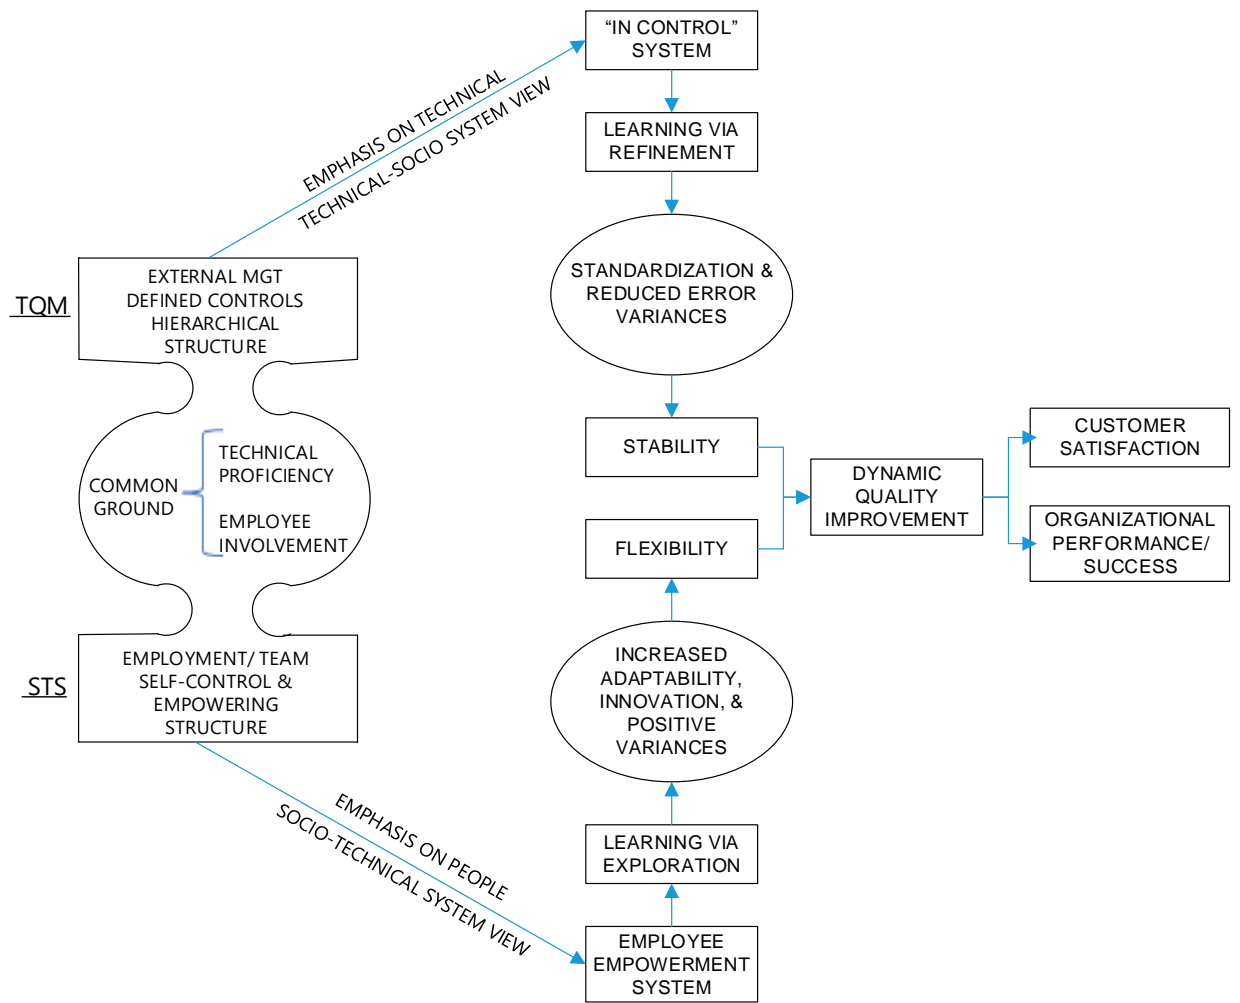 “IN CONTROL”
SYSTEM
LEARNING VIA
REFINEMENT
STANDARDIZATION &
REDUCED ERROR
VARIANCES
STABILITY
FLEXIBILITY
INCREASED
ADAPTABILITY,
INNOVATION, &
POSITIVE
VARIANCES
LEARNING VIA
EXPLORATION
EMPLOYEE
EMPOWERMENT
SYSTEM
EMPHASIS ON TECHNICAL
TECHNICAL-SOCIO SYSTEM VIEW
TQM
EXTERNAL MGT
DEFINED CONTROLS
HIERARCHICAL
STRUCTURE
COMMON
GROUND
TECHNICAL
PROFICIENCY
EMPLOYEE
INVOLVEMENT
STS
EMPLOYMENT/ TEAM
SELF-CONTROL &
EMPOWERING
STRUCTURE
EMPHASIS ON PEOPLE
SOCIO-TECHNICAL SYSTEM VIEW
DYNAMIC
QUALITY
IMPROVEMENT
CUSTOMER
SATISFACTION
ORGANIZATIONAL
PERFORMANCE/
SUCCESS